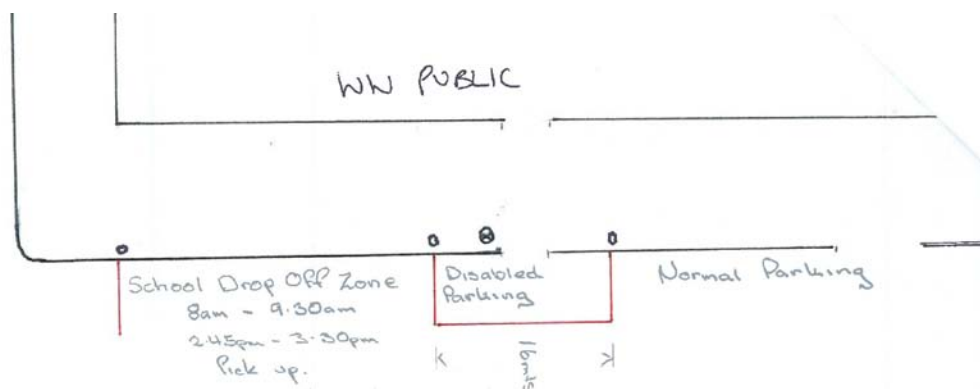 WW PUBLIC
School Drop Off Zone
8am - 9.30am
2.45pm - 3.30pm
Pick up.
Disabled
Parking
Normal Parking
16mts